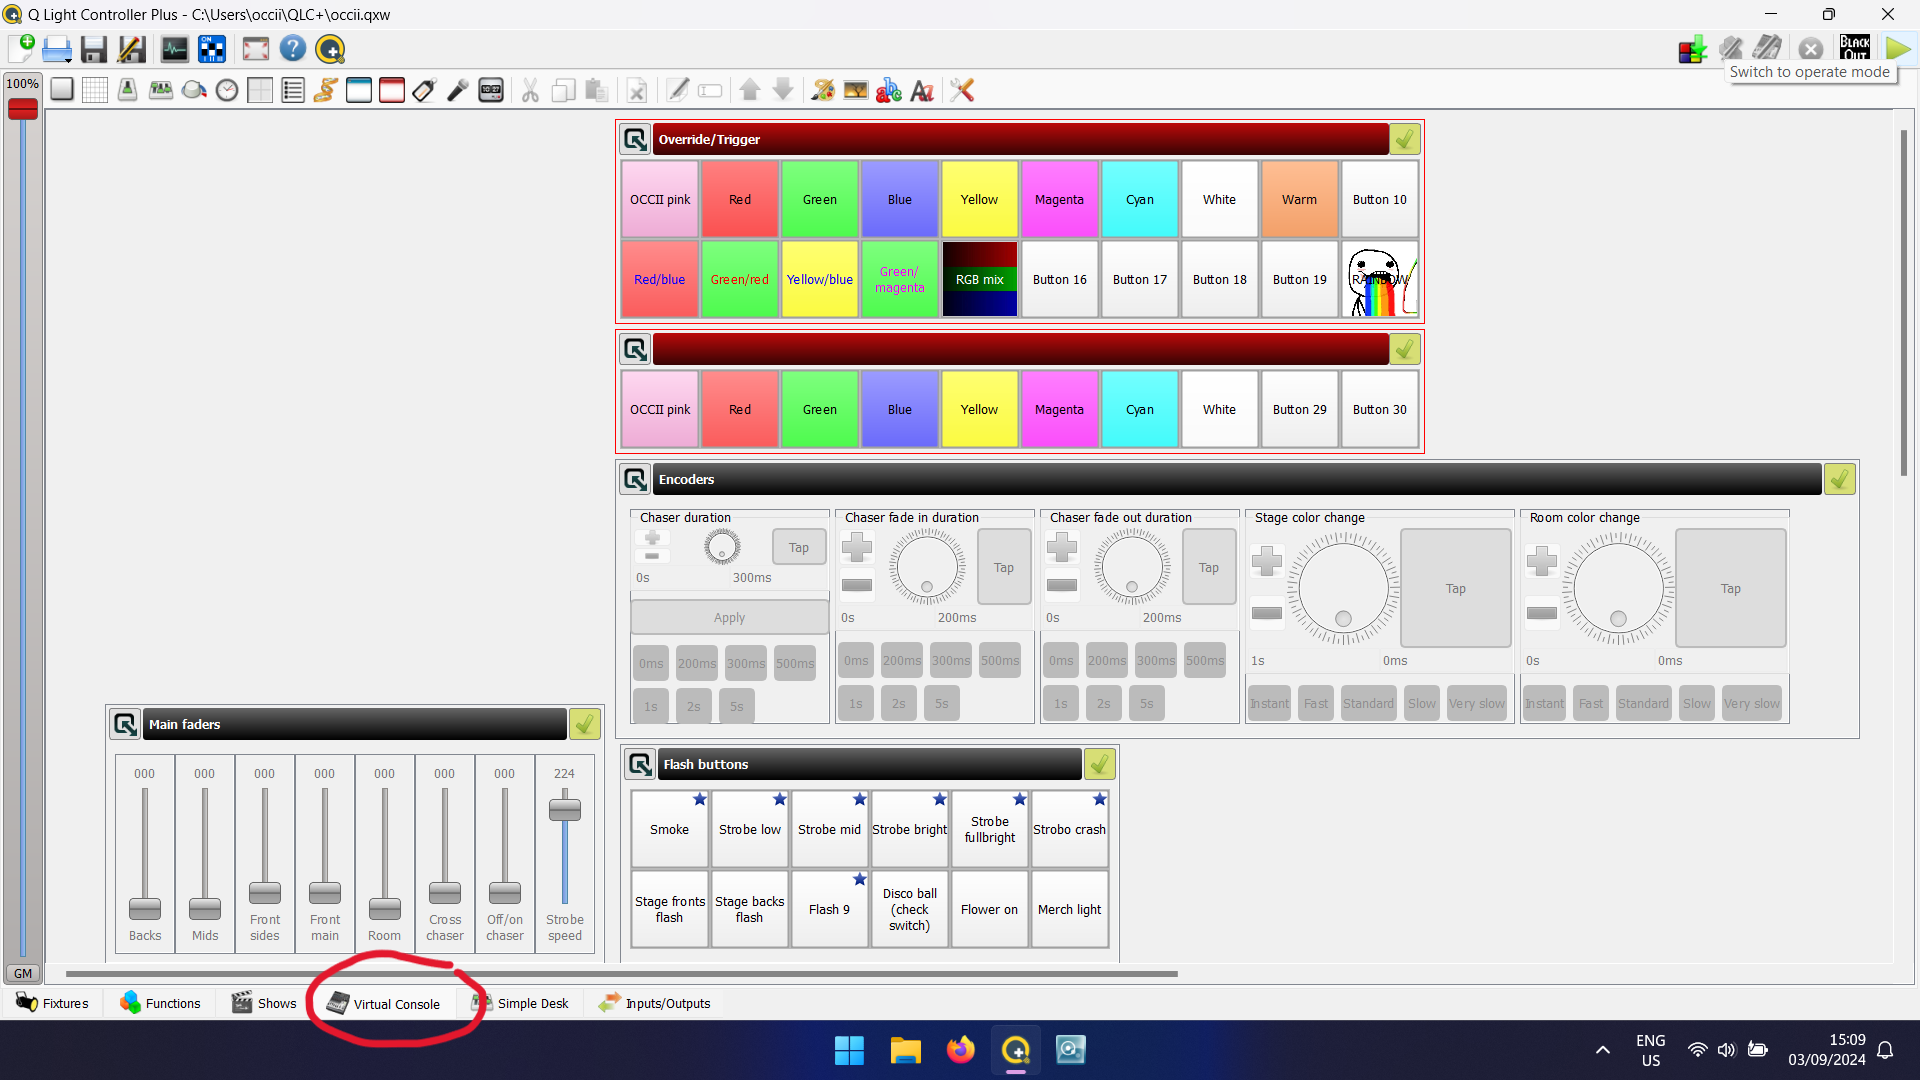 Q Light Controller Plus - C:\Users\occii\QLC+\occii.qxw
ON
BLACK
OUT
Switch to operate mode
100%
10:27
abc
Aa
Override/Trigger
OCCII pink
Red
Green
Blue
Yellow
Magenta
Cyan
White
Warm
Button 10
Red/blue
Green/red
Yellow/blue
Green/
magenta
RGB mix
Button 16
Button 17
Button 18
Button 19
RAINBOW
OCCII pink
Red
Green
Blue
Yellow
Magenta
Cyan
White
Button 29
Button 30
Encoders
Chaser duration
Tap
0s 300ms
Apply
0ms 200ms 300ms 500ms
1s 2s 5s
Chaser fade in duration
Tap
0s 200ms
0ms 200ms 300ms 500ms
1s 2s 5s
Chaser fade out duration
Tap
0s 200ms
0ms 200ms 300ms 500ms
1s 2s 5s
Stage color change
Tap
1s 0ms
Instant Fast Standard Slow Very slow
Room color change
Tap
0s 0ms
Instant Fast Standard Slow Very slow
Main faders
000 000 000 000 000 000 000 224
Backs
Mids
Front
sides
Front
main
Room
Cross
chaser
Off/on
chaser
Strobe
speed
Flash buttons
Smoke
Strobe low
Strobe mid
Strobe bright
Strobe
fullbright
Strobo crash
Stage fronts
flash
Stage backs
flash
Flash 9
Disco ball
(check
switch)
Flower on
Merch light
GM
Fixtures
Functions
Shows
Virtual Console
Simple Desk
Inputs/Outputs
ENG
US
15:09
03/09/2024